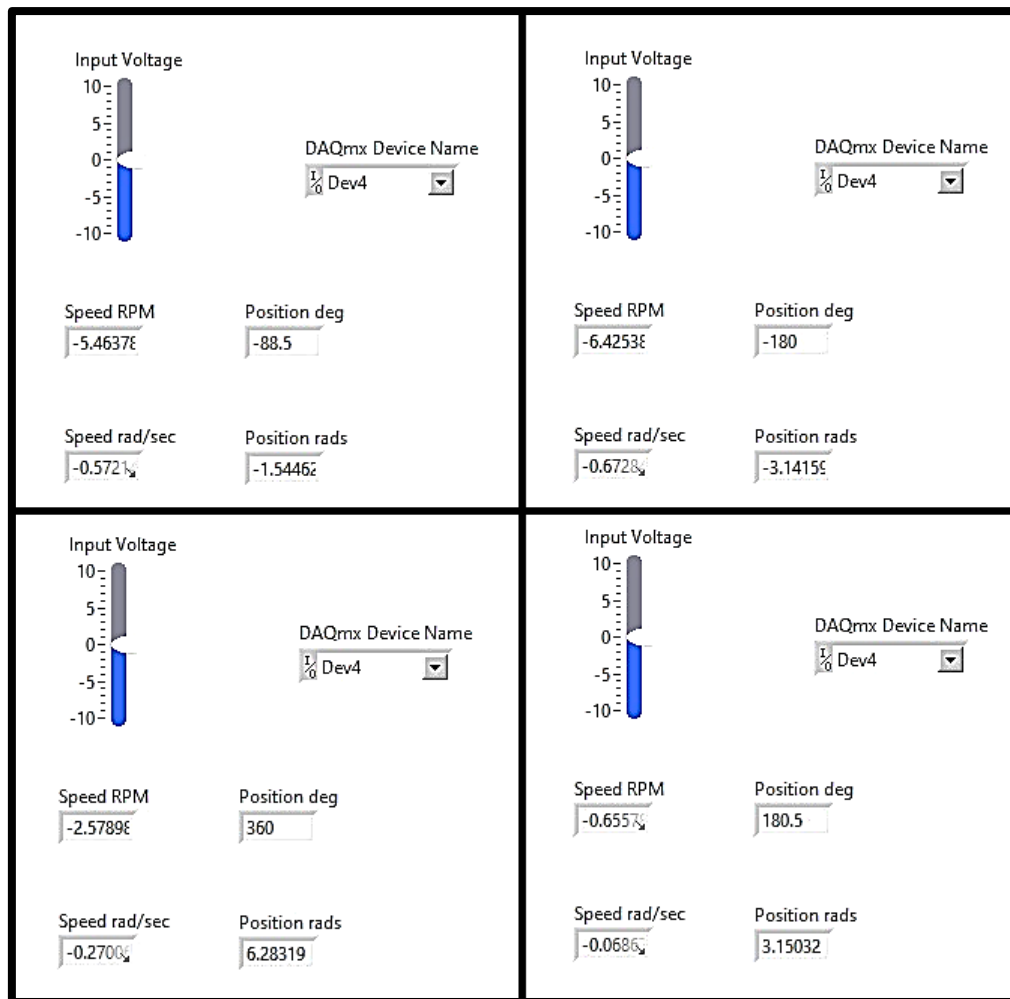 Input Voltage
10
5
0
-5
-10
DAQmx Device Name
I/O Dev4
Speed RPM
-5.46378
Position deg
-88.5
Speed rad/sec
-0.5721
Position rads
-1.54462
Input Voltage
10
5
0
-5
-10
DAQmx Device Name
I/O Dev4
Speed RPM
-6.42538
Position deg
-180
Speed rad/sec
-0.6728
Position rads
-3.14159
Input Voltage
10
5
0
-5
-10
DAQmx Device Name
I/O Dev4
Speed RPM
-2.57898
Position deg
360
Speed rad/sec
-0.2700
Position rads
6.28319
Input Voltage
10
5
0
-5
-10
DAQmx Device Name
I/O Dev4
Speed RPM
-0.6557
Position deg
180.5
Speed rad/sec
-0.0686
Position rads
3.15032